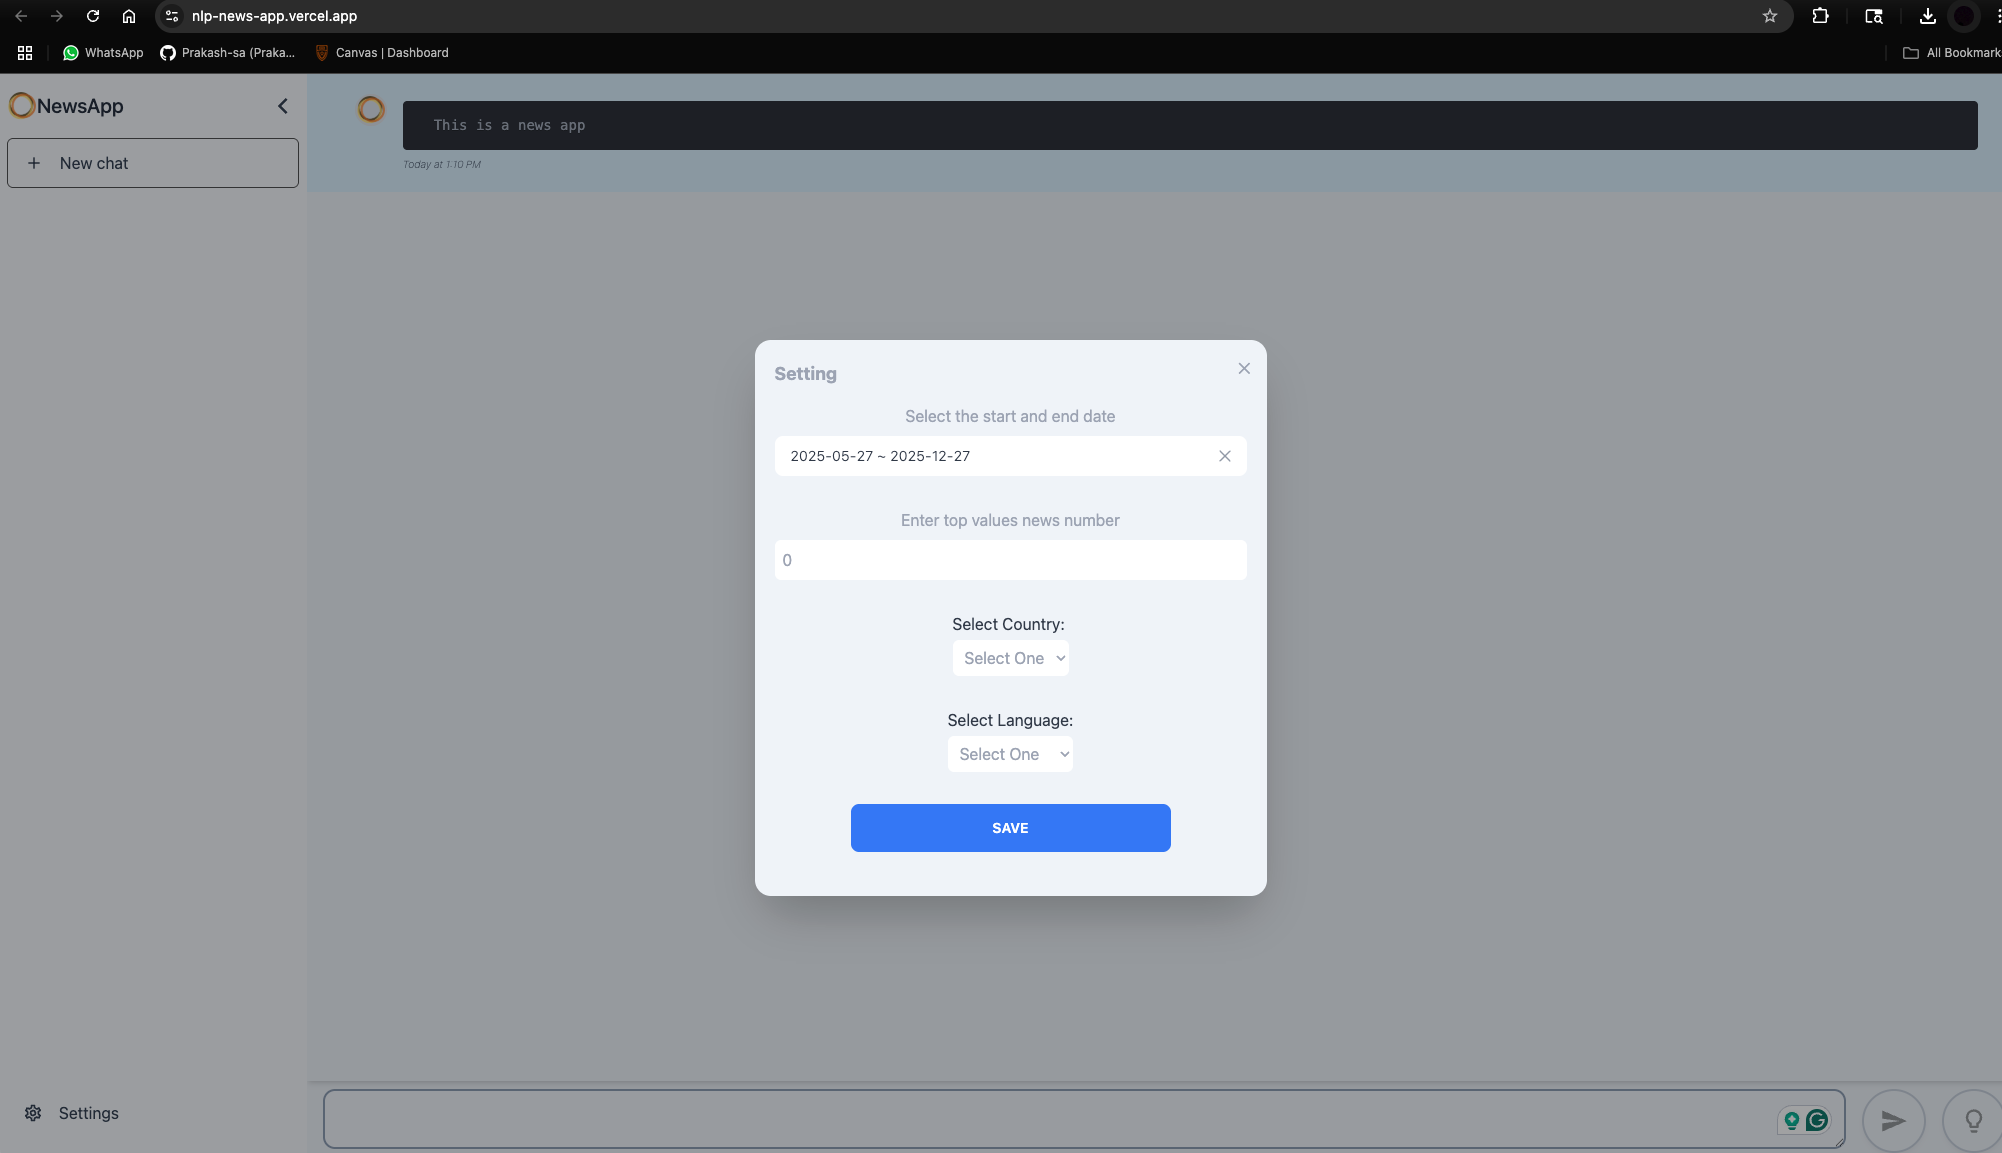 nlp-news-app.vercel.app
WhatsApp
Prakash-sa (Praka...
Canvas | Dashboard
All Bookmark
NewsApp
New chat
This is a news app
Today at 1:10 PM
Setting
Select the start and end date
2025-05-27 ~ 2025-12-27
Enter top values news number
0
Select Country:
Select One
Select Language:
Select One
SAVE
Settings